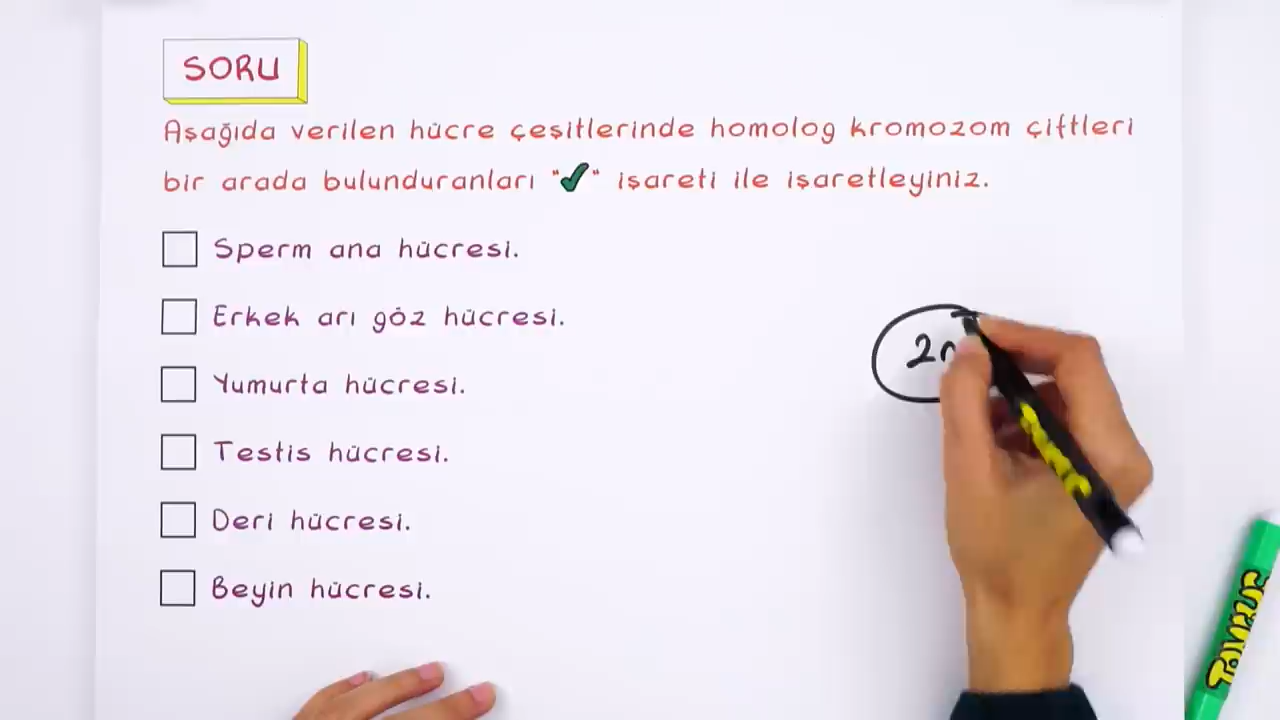 SORU
Aşağıda verilen hücre çeşitlerinde homolog kromozom çiftleri
bir arada bulunduranları "✓" işareti ile işaretleyiniz.
Sperm ana hücresi.
Erkek arı göz hücresi.
Yumurta hücresi.
Testis hücresi.
Deri hücresi.
Beyin hücresi.
2n